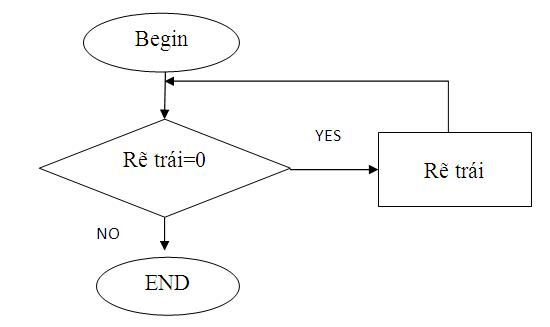 Begin
YES
Rẽ trái=0
Rẽ trái
NO
END